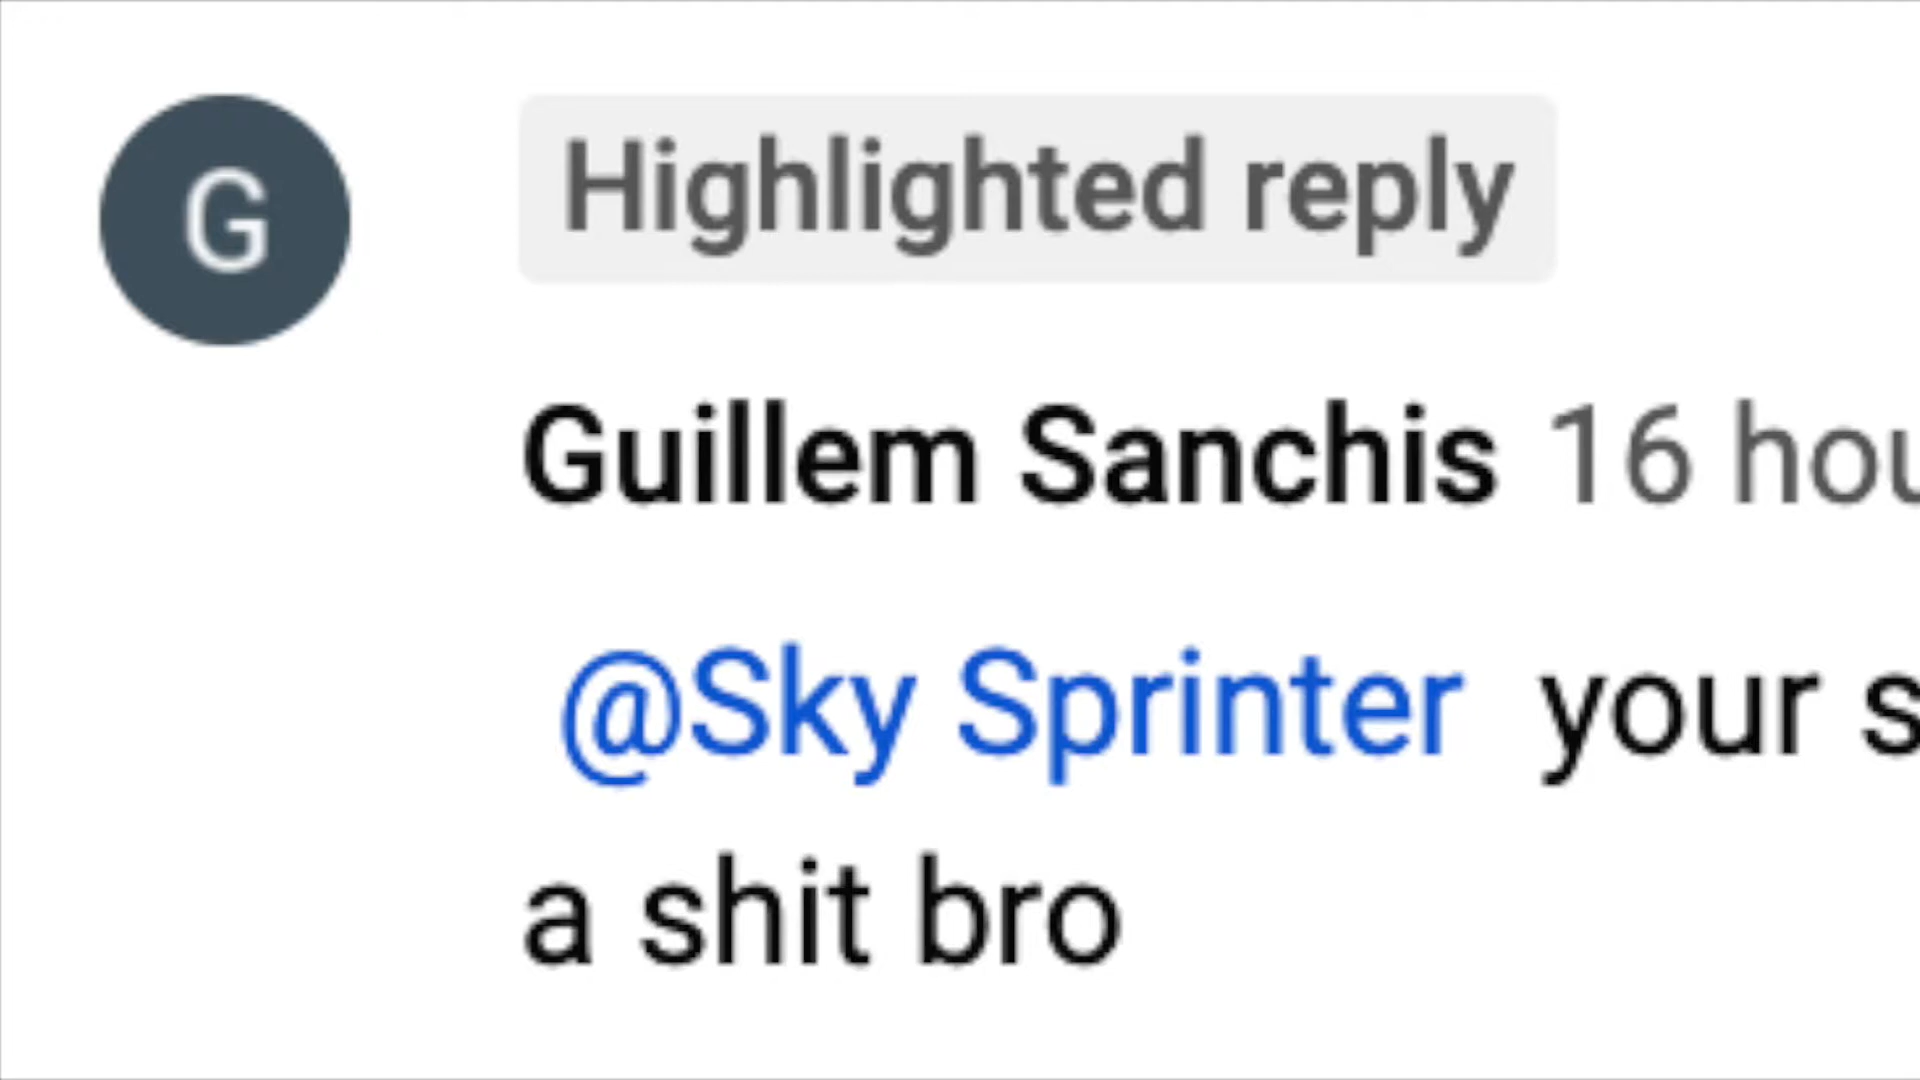 G
Highlighted reply
Guillem Sanchis 16
@Sky Sprinter your
a shit bro